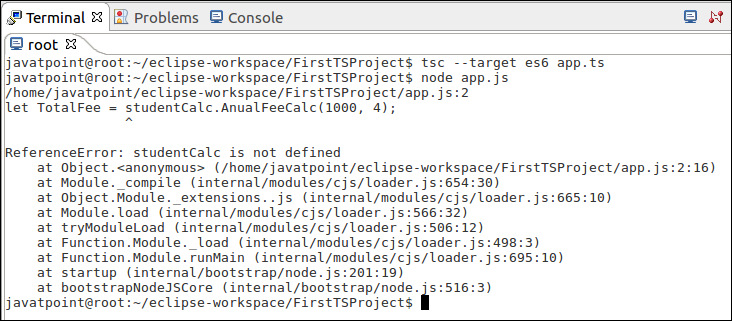 Terminal Problems Console
root
javatpoint@root:~/eclipse-workspace/FirstTSProject$ tsc --target es6 app.ts
javatpoint@root:~/eclipse-workspace/FirstTSProject$ node app.js
/home/javatpoint/eclipse-workspace/FirstTSProject/app.js:2
let TotalFee = studentCalc.AnualFeeCalc(1000, 4);
^
ReferenceError: studentCalc is not defined
at Object.<anonymous> (/home/javatpoint/eclipse-workspace/FirstTSProject/app.js:2:16)
at Module._compile (internal/modules/cjs/loader.js:654:30)
at Object.Module._extensions..js (internal/modules/cjs/loader.js:665:10)
at Module.load (internal/modules/cjs/loader.js:566:32)
at tryModuleLoad (internal/modules/cjs/loader.js:506:12)
at Function.Module._load (internal/modules/cjs/loader.js:498:3)
at Function.Module.runMain (internal/modules/cjs/loader.js:695:10)
at startup (internal/bootstrap/node.js:201:19)
at bootstrapNodeJSCore (internal/bootstrap/node.js:516:3)
javatpoint@root:~/eclipse-workspace/FirstTSProject$